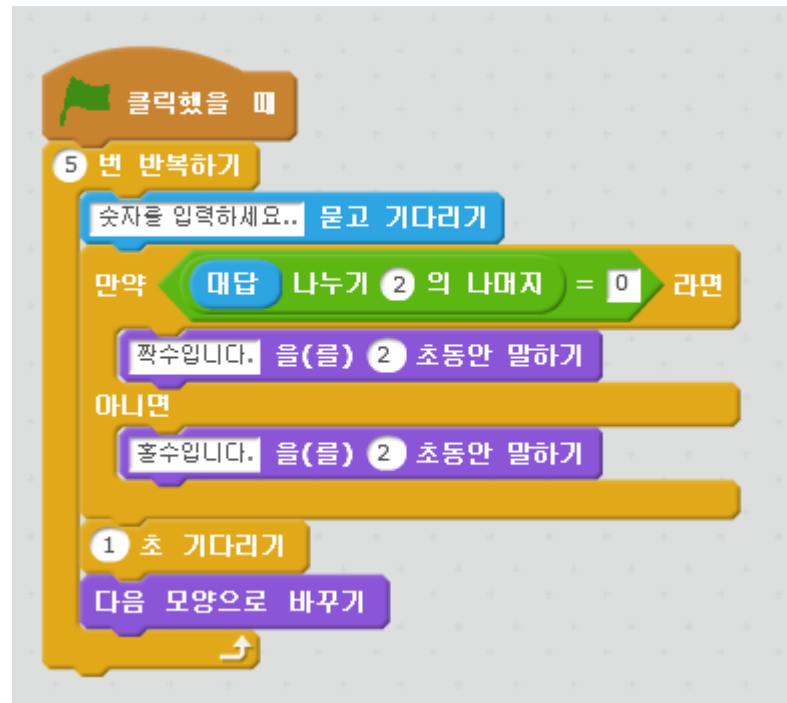 클릭했을 때
5 번 반복하기
숫자를 입력하세요.. 묻고 기다리기
만약 대답 나누기 2 의 나머지 = 0 라면
짝수입니다. 을(를) 2 초동안 말하기
아니면
홀수입니다. 을(를) 2 초동안 말하기
1 초 기다리기
다음 모양으로 바꾸기